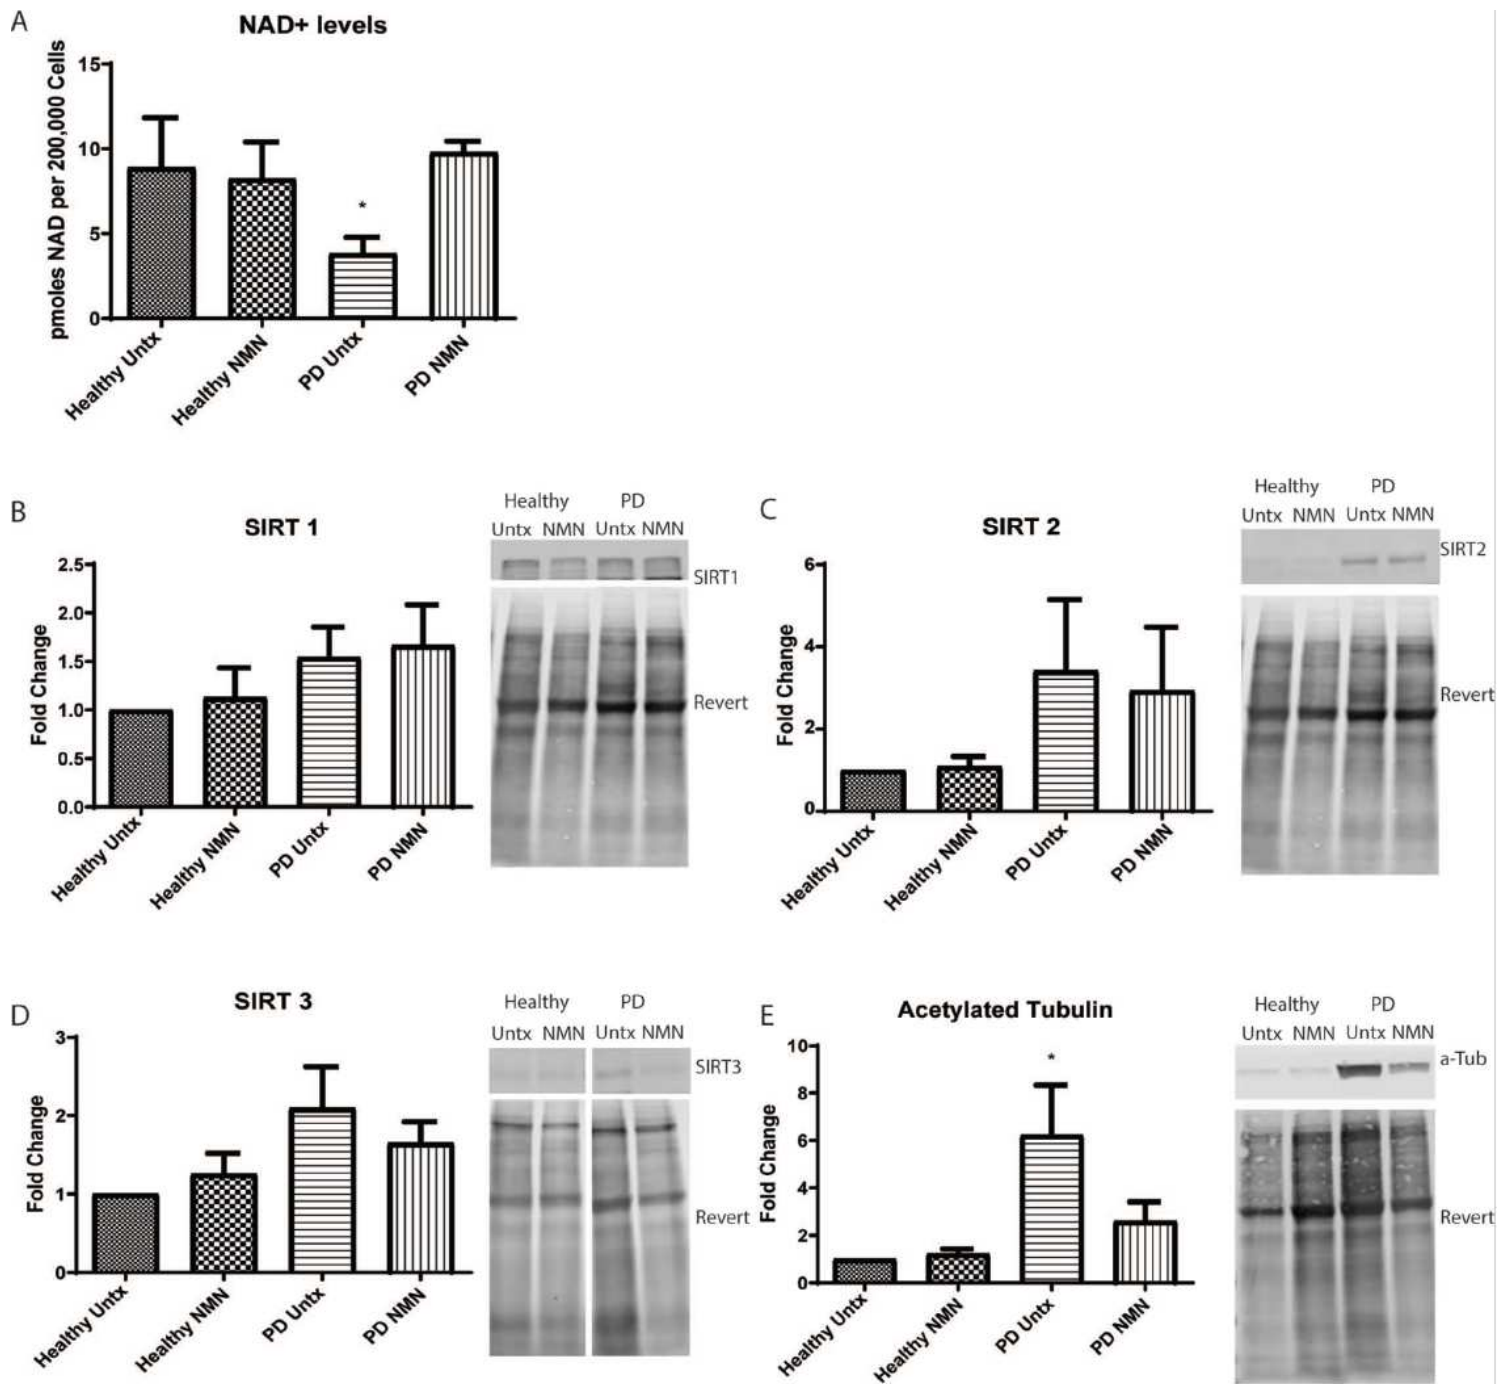 A
NAD+ levels
pmoles NAD per 200,000 Cells
15
10
5
0
*
Healthy Untx
Healthy NMN
PD Untx
PD NMN
B
SIRT 1
Fold Change
2.5
2.0
1.5
1.0
0.5
0.0
Healthy Untx
Healthy NMN
PD Untx
PD NMN
Healthy PD
Untx NMN Untx NMN
SIRT1
Revert
C
SIRT 2
Fold Change
6
4
2
0
Healthy Untx
Healthy NMN
PD Untx
PD NMN
Healthy PD
Untx NMN Untx NMN
SIRT2
Revert
D
SIRT 3
Fold Change
3
2
1
0
Healthy Untx
Healthy NMN
PD Untx
PD NMN
Healthy PD
Untx NMN Untx NMN
SIRT3
Revert
E
Acetylated Tubulin
Fold Change
10
8
6
4
2
0
*
Healthy Untx
Healthy NMN
PD Untx
PD NMN
Healthy PD
Untx NMN Untx NMN
a-Tub
Revert